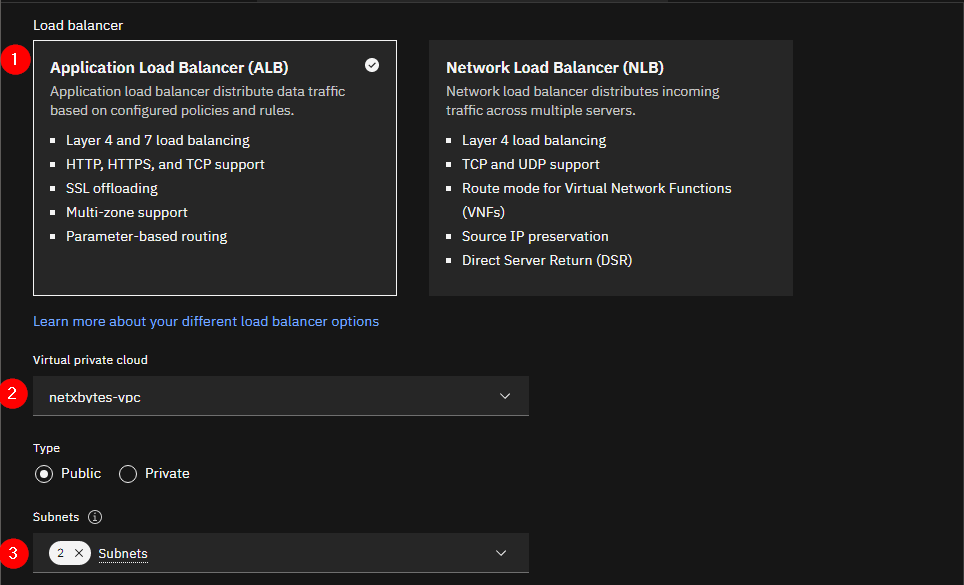 Load balancer
1
Application Load Balancer (ALB)
Application load balancer distribute data traffic
based on configured policies and rules.
Layer 4 and 7 load balancing
HTTP, HTTPS, and TCP support
SSL offloading
Multi-zone support
Parameter-based routing
Network Load Balancer (NLB)
Network load balancer distributes incoming
traffic across multiple servers.
Layer 4 load balancing
TCP and UDP support
Route mode for Virtual Network Functions
(VNFs)
Source IP preservation
Direct Server Return (DSR)
Learn more about your different load balancer options
Virtual private cloud
2
netxbytes-vpc
Type
Public
Private
Subnets
3
2 Subnets